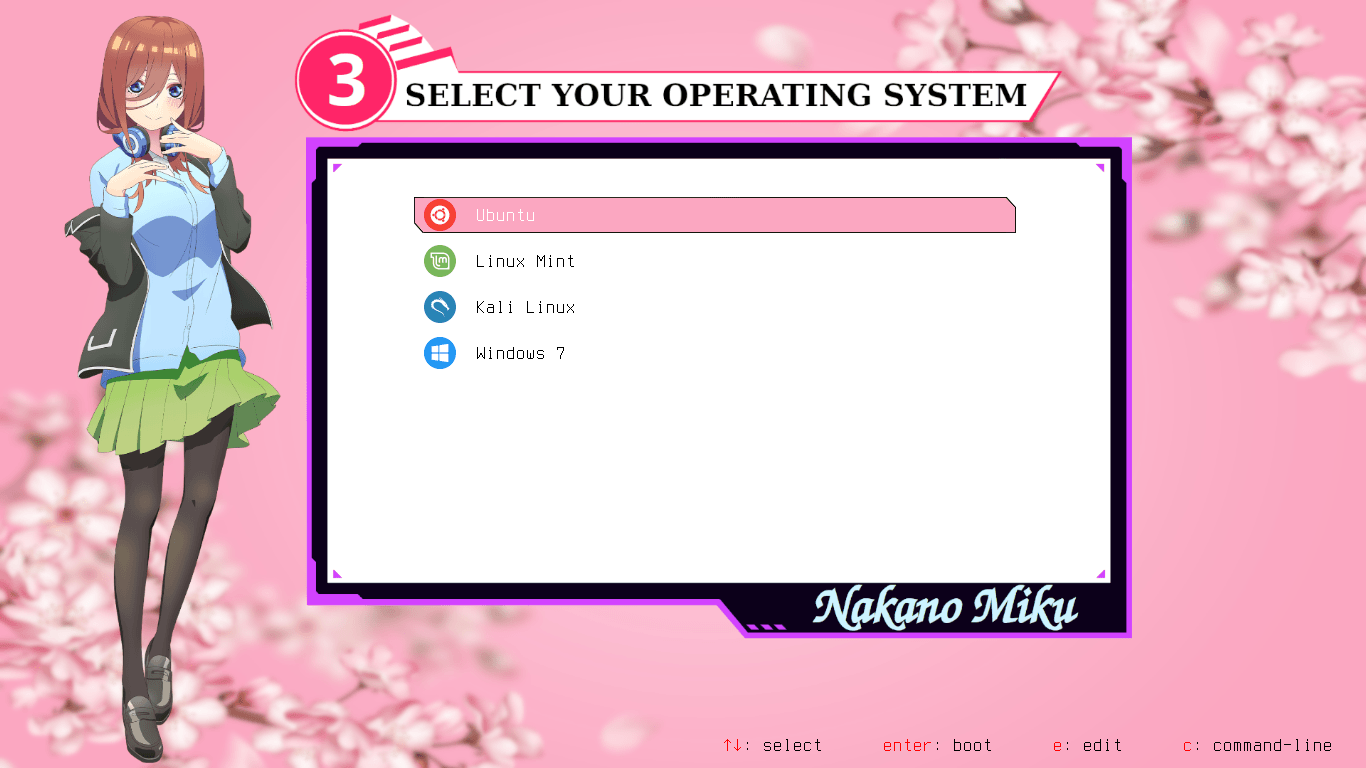 3
SELECT YOUR OPERATING SYSTEM
Ubuntu
Linux Mint
Kali Linux
Windows 7
Nakano Miku
↑↓: select enter: boot e: edit c: command-line